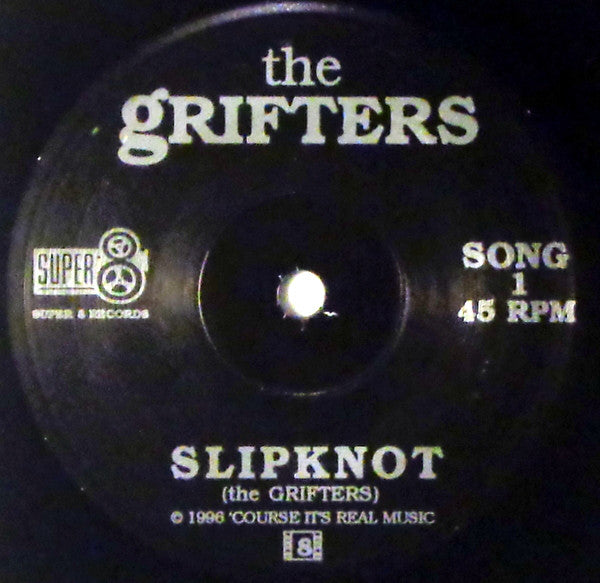 the
gRIFTERS
SUPER 8
SUPER 8 RECORDS
SONG
1
45 RPM
SLIPKNOT
(the GRIFTERS)
© 1996 'COURSE IT'S REAL MUSIC
8